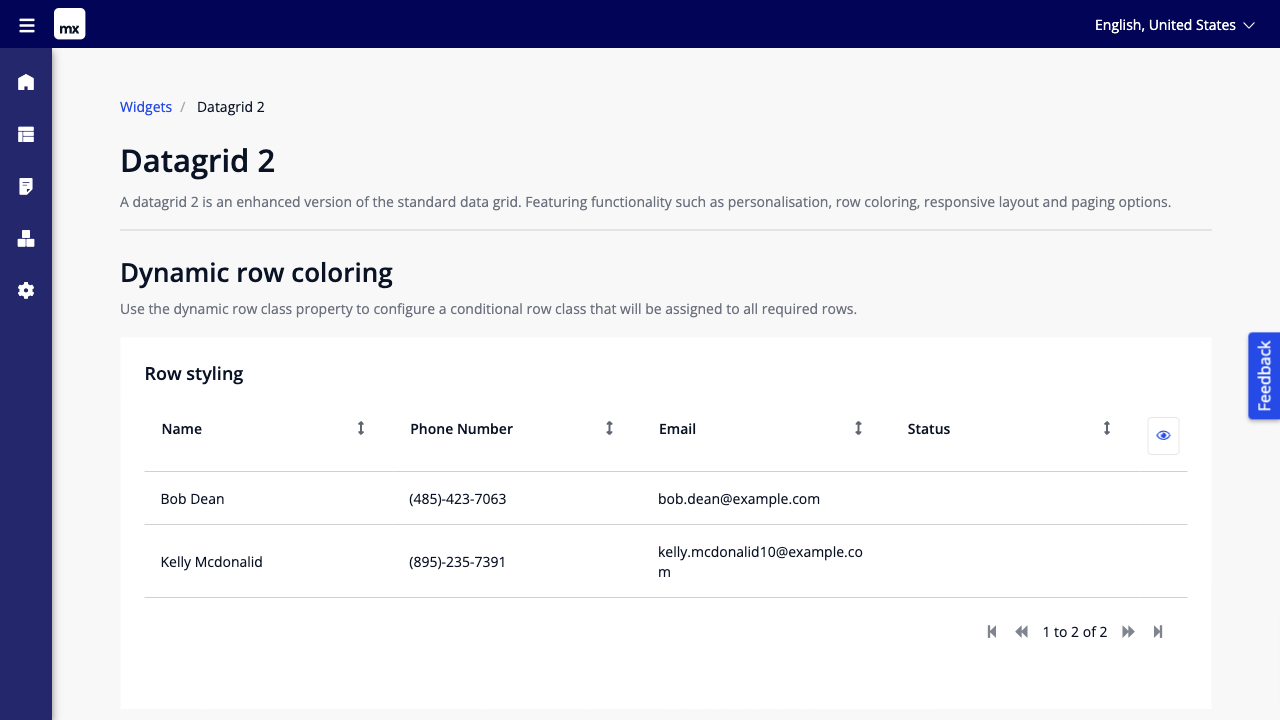 mx
English, United States
Widgets / Datagrid 2
Datagrid 2
A datagrid 2 is an enhanced version of the standard data grid. Featuring functionality such as personalisation, row coloring, responsive layout and paging options.
Dynamic row coloring
Use the dynamic row class property to configure a conditional row class that will be assigned to all required rows.
Feedback
Row styling
Name Phone Number Email Status
Bob Dean (485)-423-7063 bob.dean@example.com
Kelly Mcdonalid (895)-235-7391 kelly.mcdonalid10@example.co
m
1 to 2 of 2